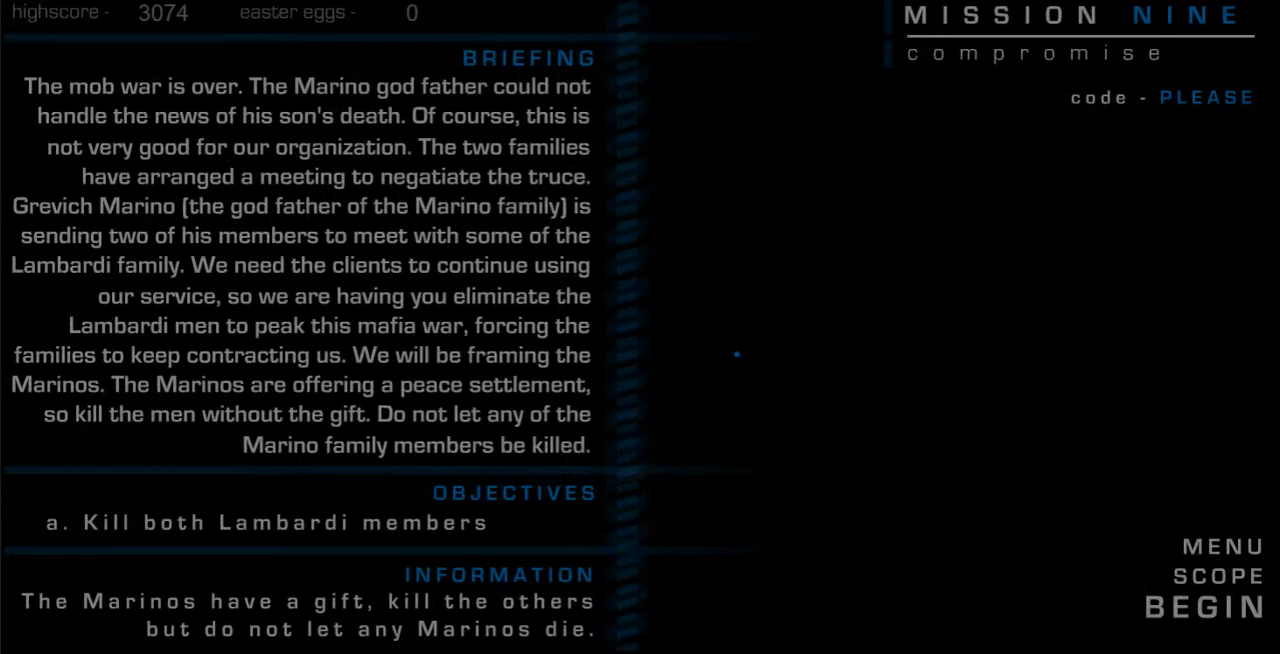 highscore - 3074 easter eggs - 0
BRIEFING
The mob war is over. The Marino god father could not
handle the news of his son's death. Of course, this is
not very good for our organization. The two families
have arranged a meeting to negatiate the truce.
Grevich Marino (the god father of the Marino family) is
sending two of his members to meet with some of the
Lambardi family. We need the clients to continue using
our service, so we are having you eliminate the
Lambardi men to peak this mafia war, forcing the
families to keep contracting us. We will be framing the
Marinos. The Marinos are offering a peace settlement,
so kill the men without the gift. Do not let any of the
Marino family members be killed.
OBJECTIVES
a. Kill both Lambardi members
INFORMATION
The Marinos have a gift, kill the others
but do not let any Marinos die.
MISSION NINE
compromise
code - PLEASE
MENU
SCOPE
BEGIN